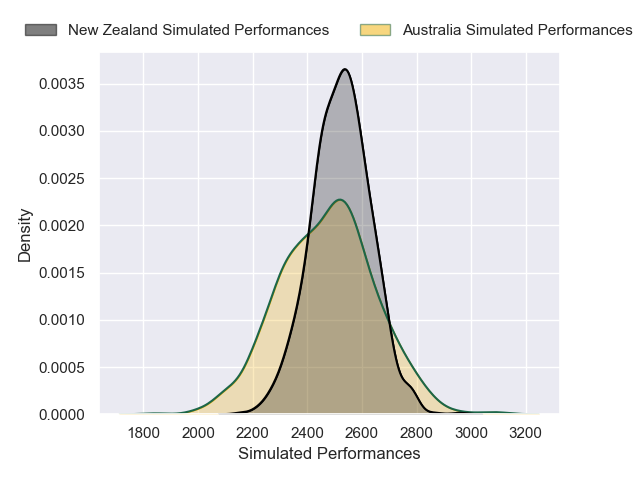 New Zealand Simulated Performances
Australia Simulated Performances
0.0035
0.0030
0.0025
0.0020
0.0015
0.0010
0.0005
0.0000
Density
1800 2000 2200 2400 2600 2800 3000 3200
Simulated Performances